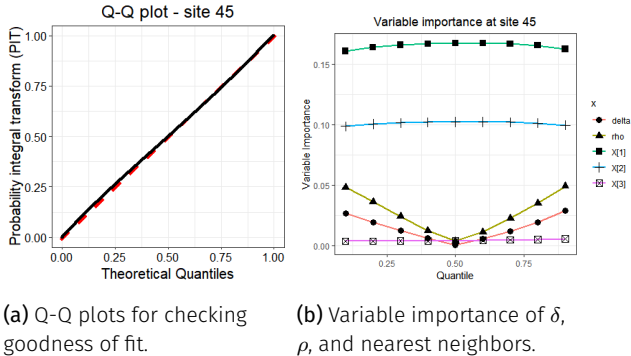 Q-Q plot - site 45
Probability integral transform (PIT)
1.00
0.75
0.50
0.25
0.00
0.00 0.25 0.50 0.75 1.00
Theoretical Quantiles
Variable importance at site 45
Variable Importance
0.15
0.10
0.05
0.00
0.25 0.50 0.75
Quantile
x
delta
rho
X[1]
X[2]
X[3]
(a) Q-Q plots for checking
goodness of fit.
(b) Variable importance of δ,
ρ, and nearest neighbors.